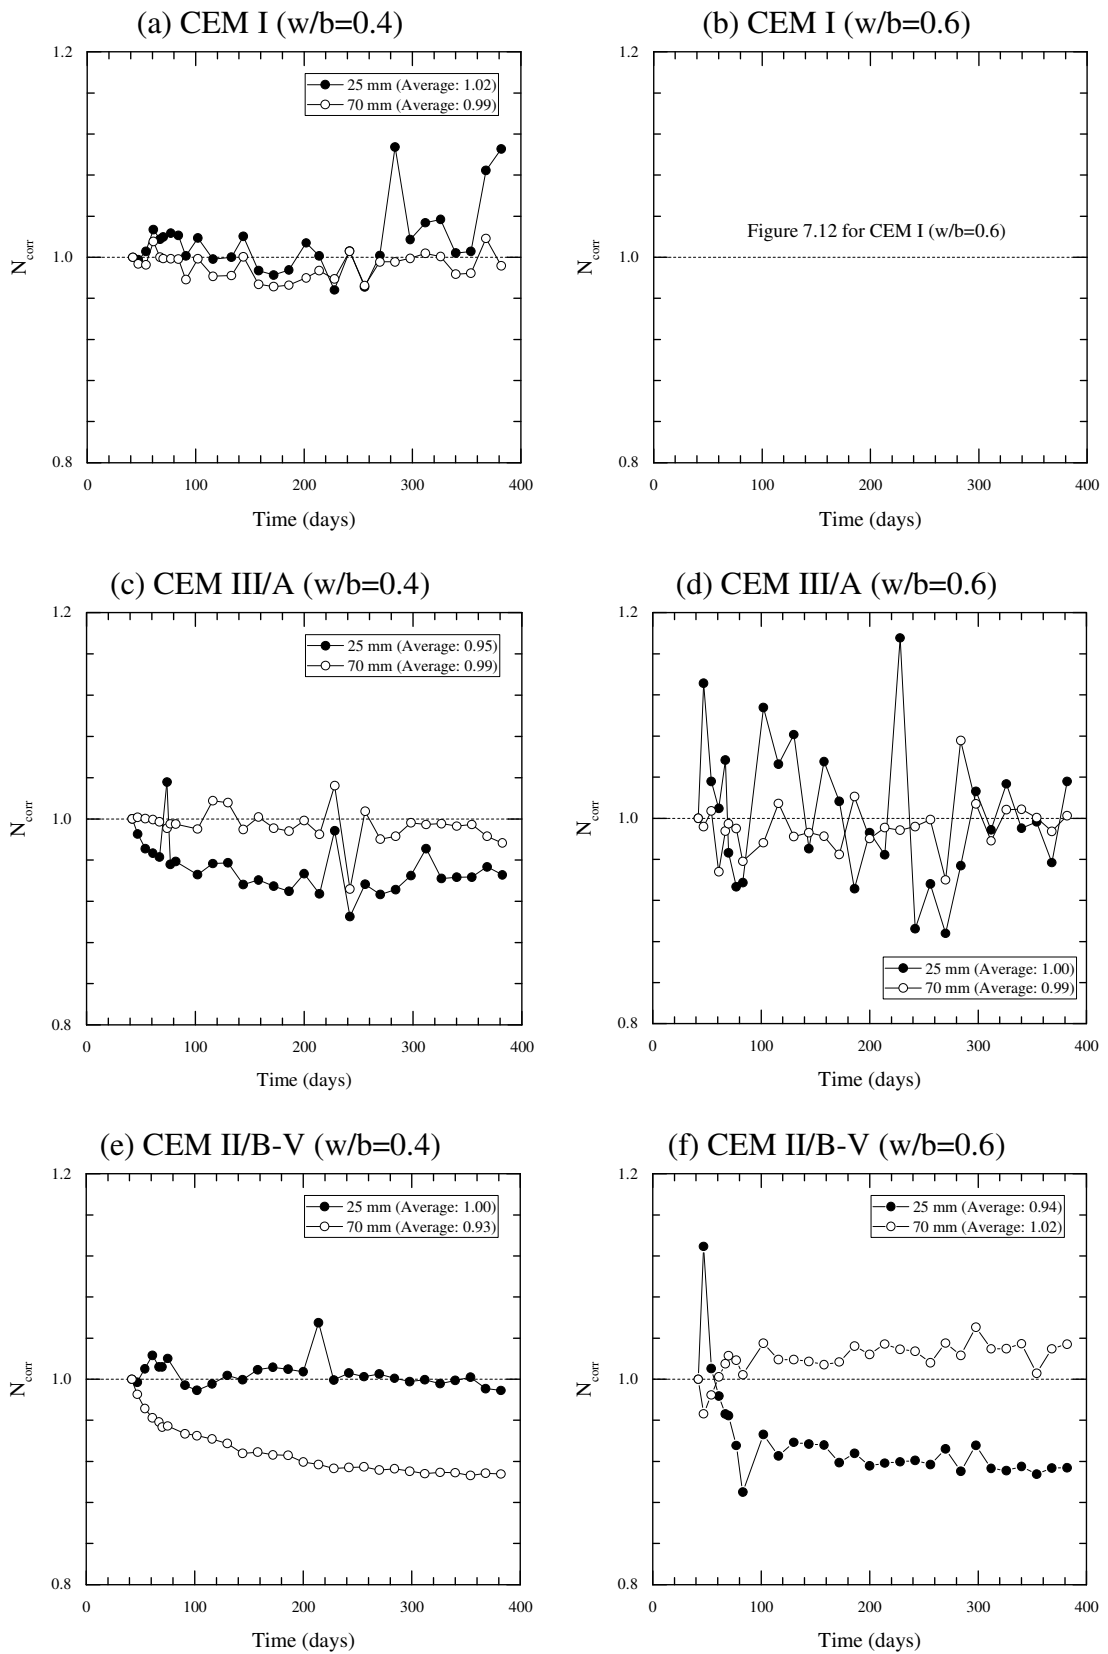 (a) CEM I (w/b=0.4)
1.2
25 mm (Average: 1.02)
70 mm (Average: 0.99)
1.0
N_corr
0.8
0 100 200 300 400
Time (days)
(b) CEM I (w/b=0.6)
1.2
Figure 7.12 for CEM I (w/b=0.6)
1.0
N_corr
0.8
0 100 200 300 400
Time (days)
(c) CEM III/A (w/b=0.4)
1.2
25 mm (Average: 0.95)
70 mm (Average: 0.99)
1.0
N_corr
0.8
0 100 200 300 400
Time (days)
(d) CEM III/A (w/b=0.6)
1.2
1.0
N_corr
25 mm (Average: 1.00)
70 mm (Average: 0.99)
0.8
0 100 200 300 400
Time (days)
(e) CEM II/B-V (w/b=0.4)
1.2
25 mm (Average: 1.00)
70 mm (Average: 0.93)
1.0
N_corr
0.8
0 100 200 300 400
Time (days)
(f) CEM II/B-V (w/b=0.6)
1.2
25 mm (Average: 0.94)
70 mm (Average: 1.02)
1.0
N_corr
0.8
0 100 200 300 400
Time (days)